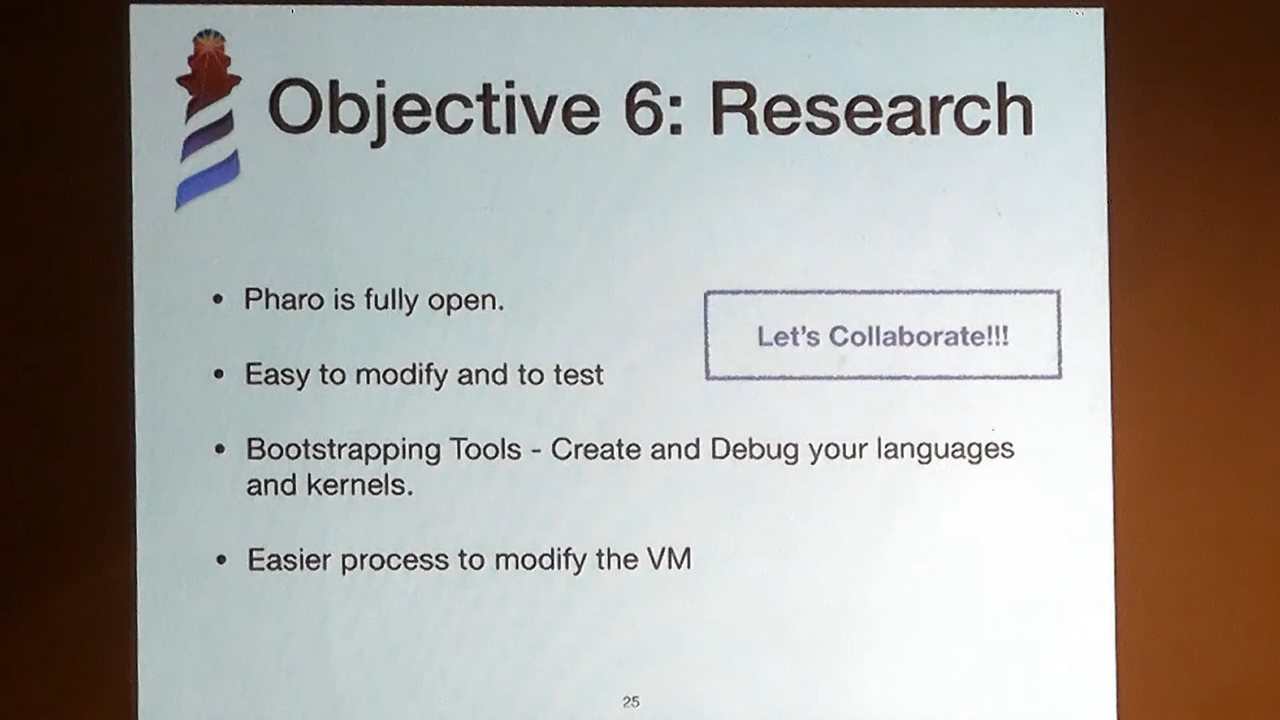 Objective 6: Research
• Pharo is fully open.
Let's Collaborate!!!
• Easy to modify and to test
• Bootstrapping Tools - Create and Debug your languages
and kernels.
• Easier process to modify the VM
25